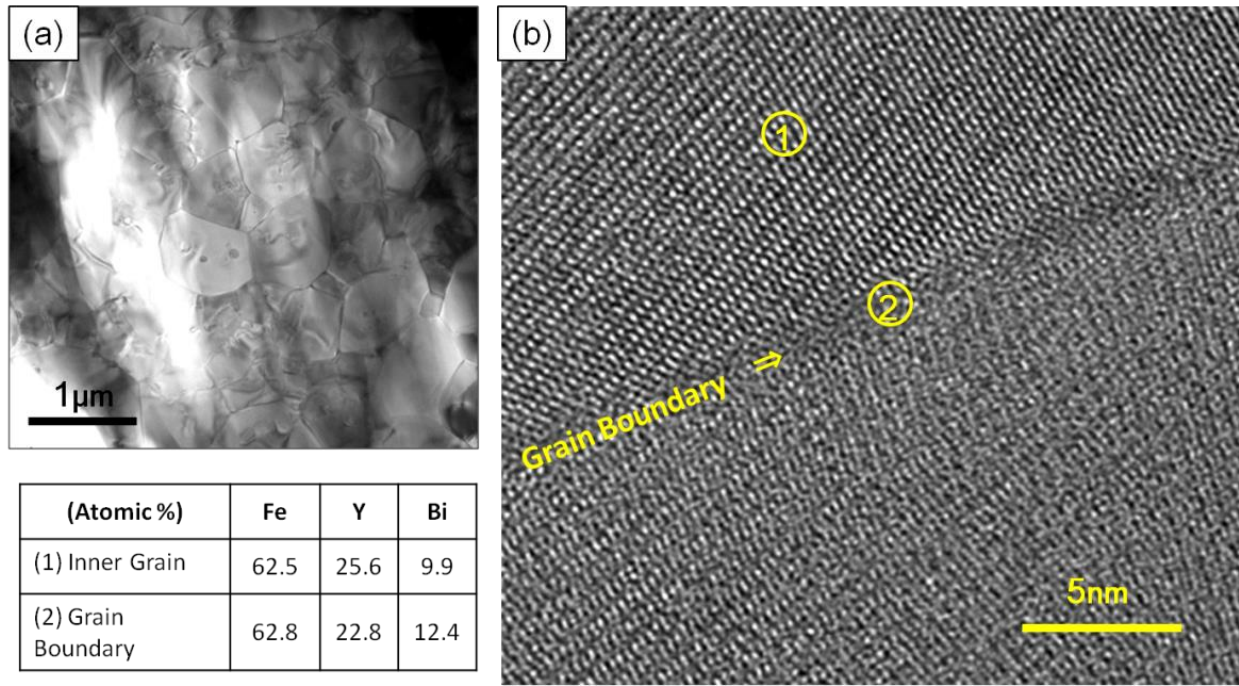 (a)
1μm
(Atomic %) Fe Y Bi
(1) Inner Grain 62.5 25.6 9.9
(2) Grain
Boundary 62.8 22.8 12.4
(b)
1
2
Grain Boundary ⇒
5nm